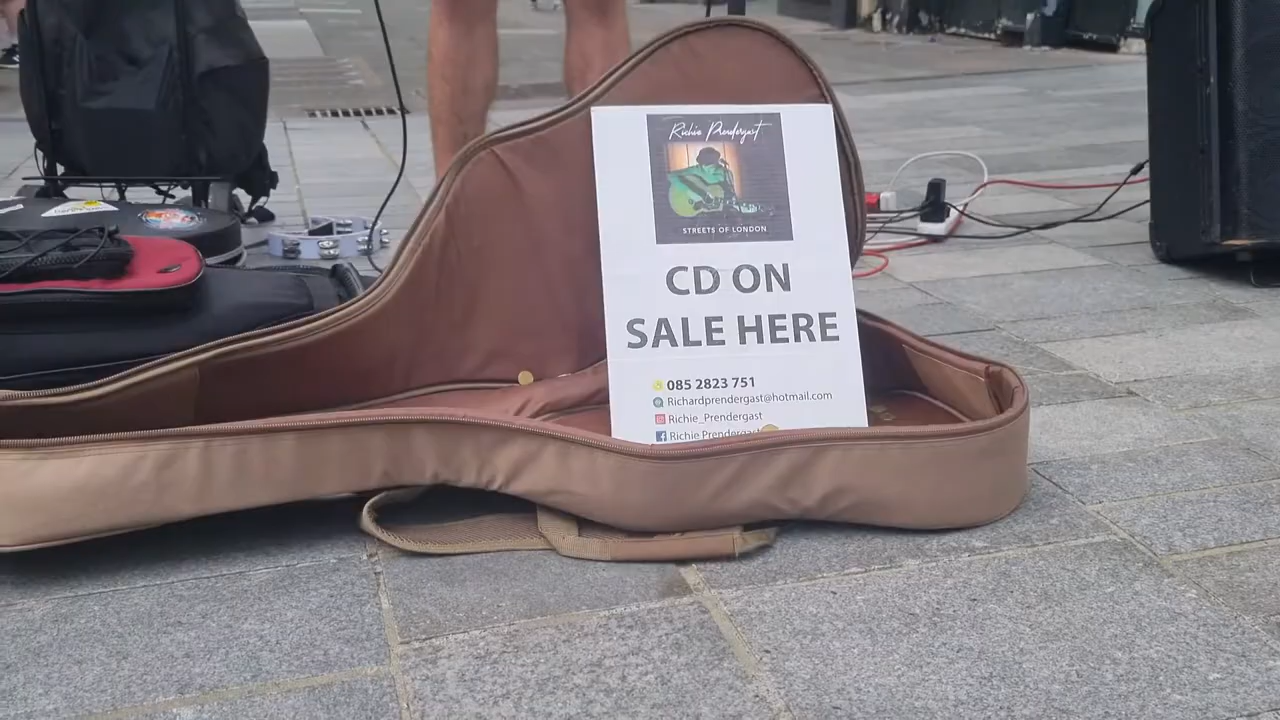 Richie Prendergast
STREETS OF LONDON
CD ON
SALE HERE
085 2823 751
Richardprendergast@hotmail.com
Richie_Prendergast
Richie Prendergast